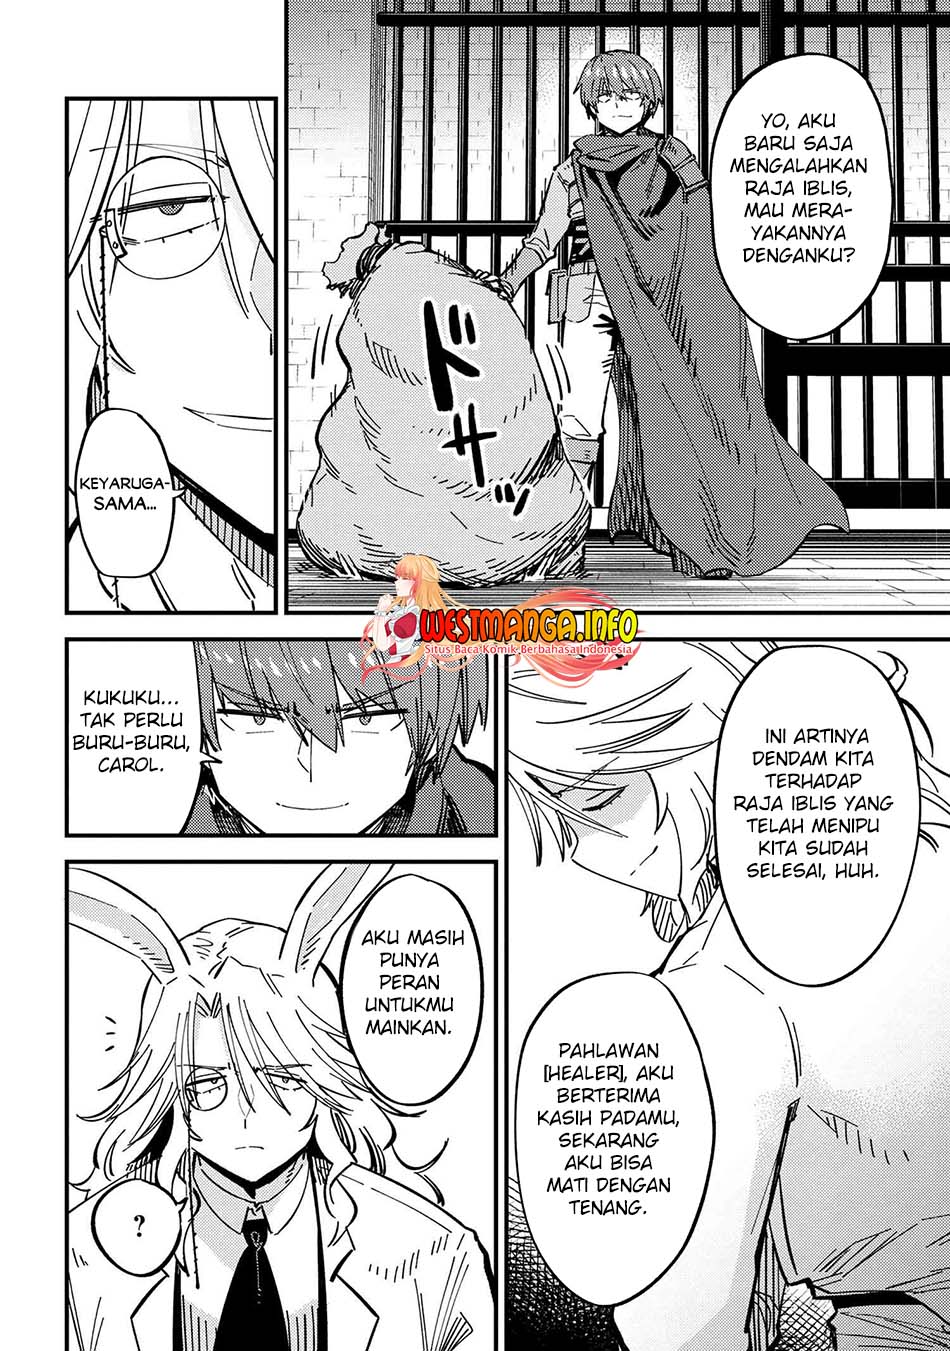 YO, AKU
BARU SAJA
MENGALAHKAN
RAJA IBLIS,
MAU MERA-
YAKANNYA
DENGANKU?
ドサッ
KEYARUGA-
SAMA...
WESTMANGA.INFO
Situs Baca Komik Berbahasa Indonesia
INI ARTINYA
DENDAM KITA
TERHADAP
RAJA IBLIS YANG
TELAH MENIPU
KITA SUDAH
SELESAI, HUH.
PAHLAWAN
[HEALER], AKU
BERTERIMA
KASIH PADAMU,
SEKARANG
AKU BISA
MATI DENGAN
TENANG.
KUKUKU...
TAK PERLU
BURU-BURU,
CAROL.
AKU MASIH
PUNYA
PERAN
UNTUKMU
MAINKAN.
?